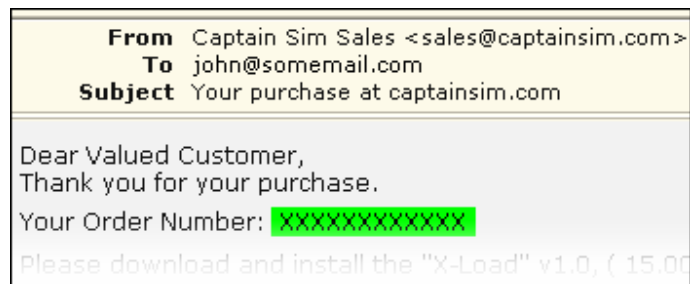 From Captain Sim Sales <sales@captainsim.com>
To john@somemail.com
Subject Your purchase at captainsim.com
Dear Valued Customer,
Thank you for your purchase.
Your Order Number: XXXXXXXXXXXX
Please download and install the "X-Load" v1.0, ( 15.00